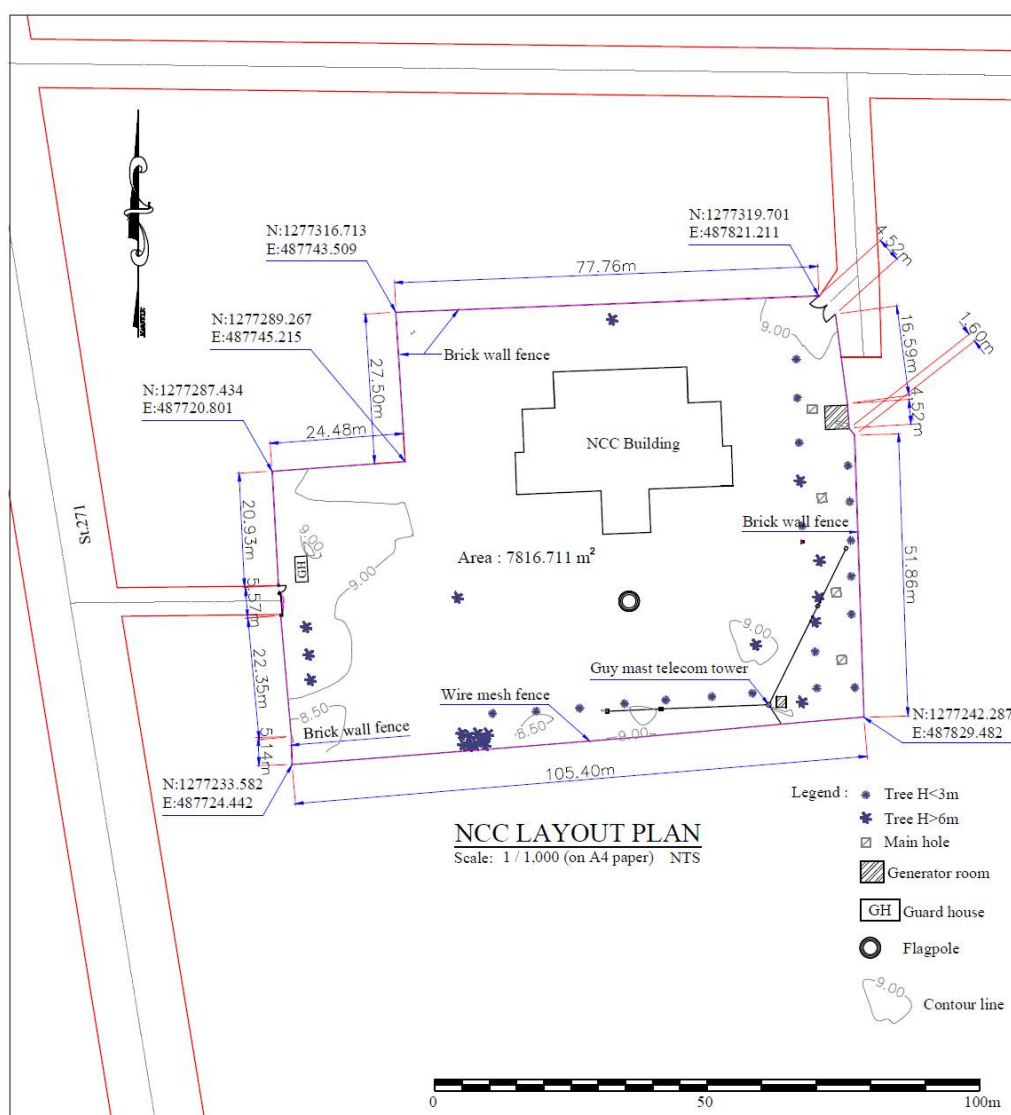 N:1277319.701
E:487821.211
N:1277316.713
E:487743.509
4.52m
77.76m
N:1277289.267
E:487745.215
9.00
16.59m
1.60m
Brick wall fence
27.50m
N:1277287.434
E:487720.801
4.52m
24.48m
NCC Building
St.271
20.93m
9.00
9.00
Brick wall fence
GH
Area : 7816.711 m²
51.86m
5.57m
9.00
22.35m
Guy mast telecom tower
Wire mesh fence
8.50
8.50
9.00
N:1277242.287
E:487829.482
Brick wall fence
5.14m
105.40m
N:1277233.582
E:487724.442
Legend :
Tree H<3m
Tree H>6m
Main hole
Generator room
GH Guard house
Flagpole
9.00
Contour line
NCC LAYOUT PLAN
Scale: 1 / 1,000 (on A4 paper) NTS
0 50 100m